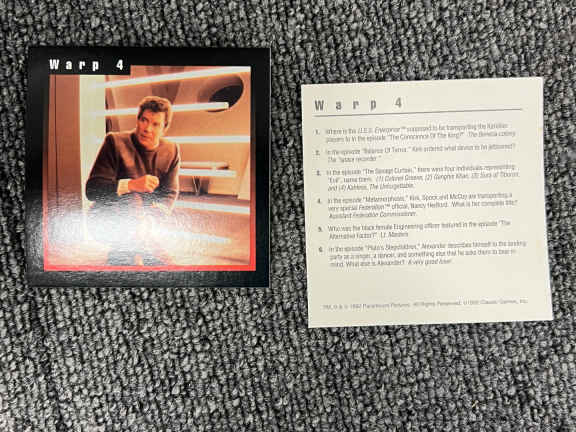 Warp 4
Warp 4
1. Where is the U.S.S. Enterprise™ supposed to be transporting the Karidian
players to in the episode "The Conscience Of The King?" The Benecia colony.
2. In the episode "Balance Of Terror," Kirk ordered what device to be jettisoned?
The "space recorder."
3. In the episode "The Savage Curtain," there were four individuals representing
"Evil", name them. (1) Colonel Greene, (2) Genghis Khan, (3) Zora of Tiburon,
and (4) Kahless, The Unforgettable.
4. In the episode "Metamorphosis," Kirk, Spock and McCoy are transporting a
very special Federation™ official, Nancy Hedford. What is her complete title?
Assistant Federation Commissioner.
5. Who was the black female Engineering officer featured in the episode "The
Alternative Factor?" Lt. Masters.
6. In the episode "Plato's Stepchildren," Alexander describes himself to the landing
party as a singer, a dancer, and something else that he asks them to bear in
mind. What else is Alexander? A very good loser.
TM, ® & © 1992 Paramount Pictures. All Rights Reserved. ©1992 Classic Games, Inc.